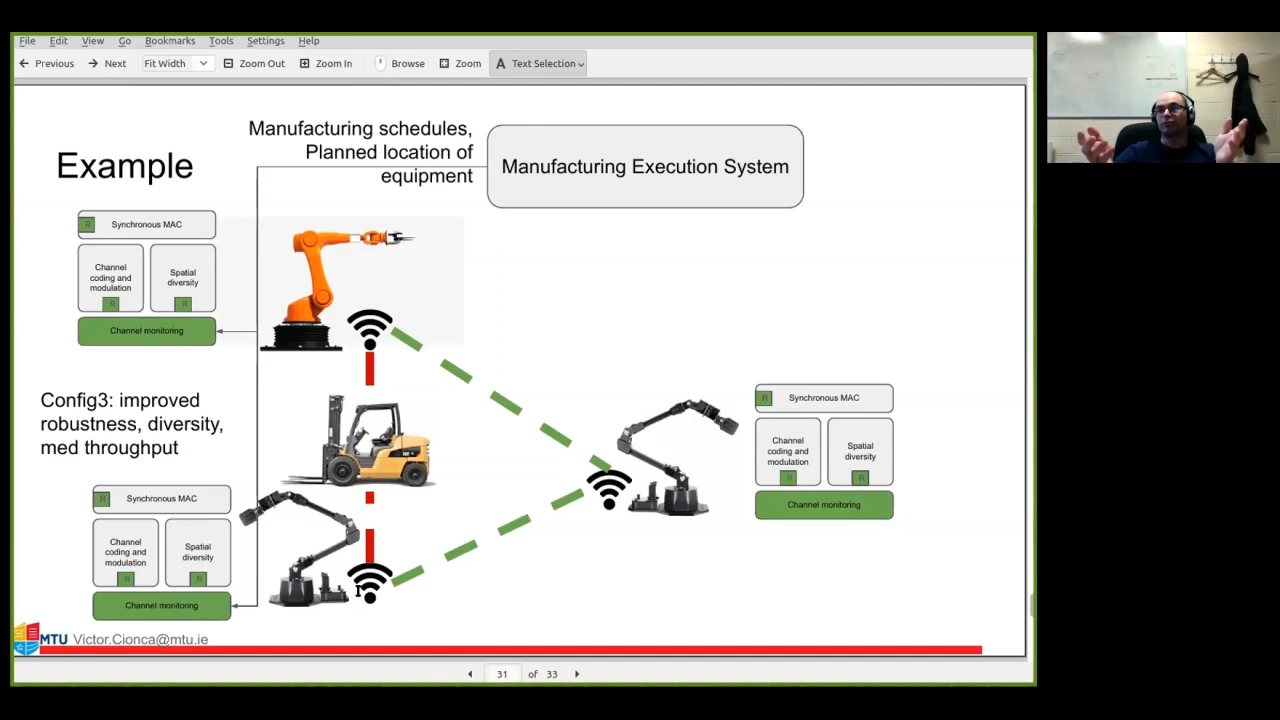 File Edit View Go Bookmarks Tools Settings Help
Previous Next Fit Width Zoom Out Zoom In Browse Zoom A Text Selection
Example
Manufacturing schedules,
Planned location of
equipment
Manufacturing Execution System
R Synchronous MAC
Channel
coding and
modulation
R
Spatial
diversity
R
Channel monitoring
Config3: improved
robustness, diversity,
med throughput
R Synchronous MAC
Channel
coding and
modulation
R
Spatial
diversity
R
Channel monitoring
R Synchronous MAC
Channel
coding and
modulation
R
Spatial
diversity
R
Channel monitoring
CAT
MTU Victor.Cionca@mtu.ie
31 of 33